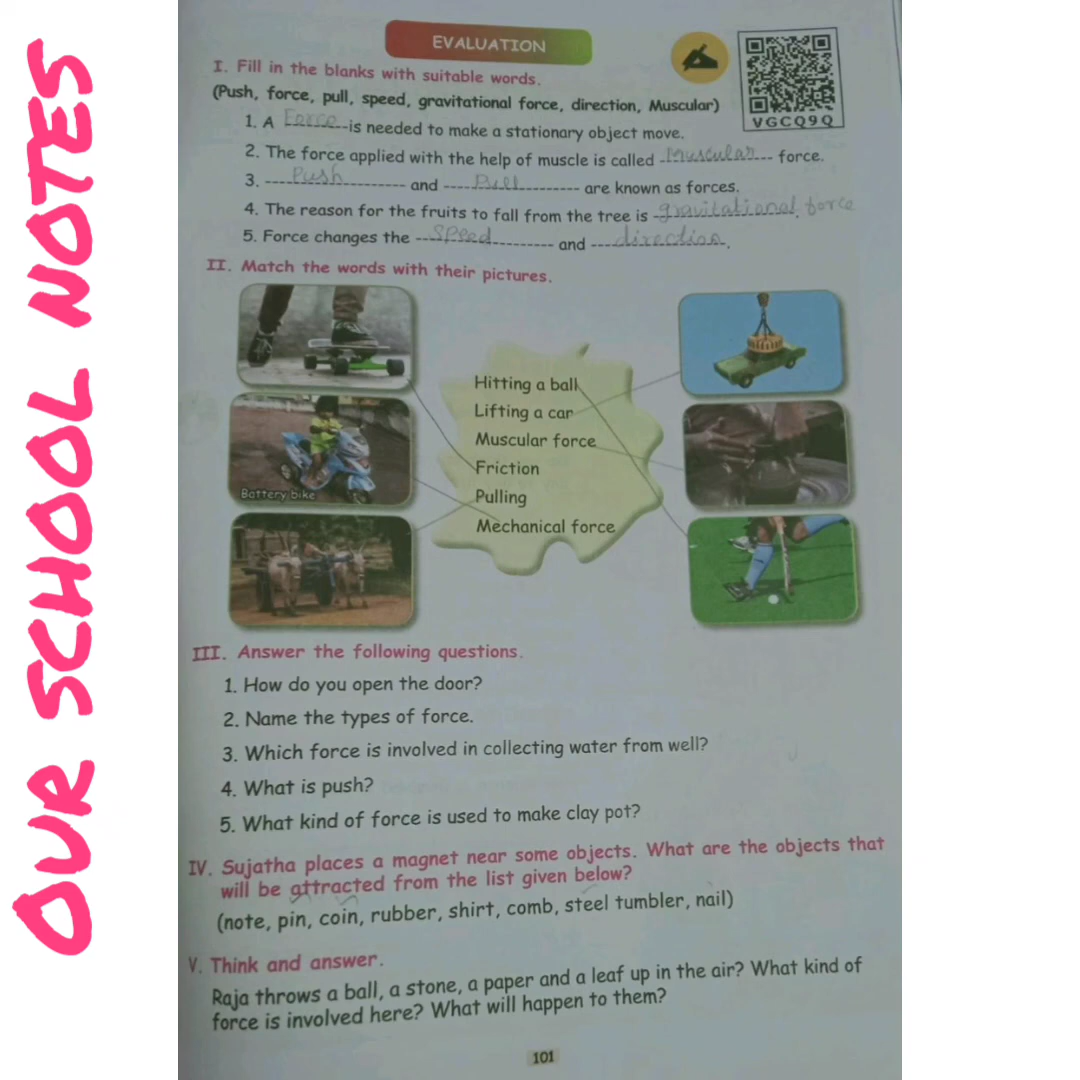 OUR SCHOOL NOTES
EVALUATION
VGCQ9Q
I. Fill in the blanks with suitable words.
(Push, force, pull, speed, gravitational force, direction, Muscular)
1. A Force is needed to make a stationary object move.
2. The force applied with the help of muscle is called Muscular force.
3. Push and Pull are known as forces.
4. The reason for the fruits to fall from the tree is gravitational force.
5. Force changes the speed and direction.
II. Match the words with their pictures.
Hitting a ball
Lifting a car
Muscular force
Friction
Pulling
Mechanical force
Battery bike
III. Answer the following questions.
1. How do you open the door?
2. Name the types of force.
3. Which force is involved in collecting water from well?
4. What is push?
5. What kind of force is used to make clay pot?
IV. Sujatha places a magnet near some objects. What are the objects that
will be attracted from the list given below?
(note, pin, coin, rubber, shirt, comb, steel tumbler, nail)
V. Think and answer.
Raja throws a ball, a stone, a paper and a leaf up in the air? What kind of
force is involved here? What will happen to them?
101